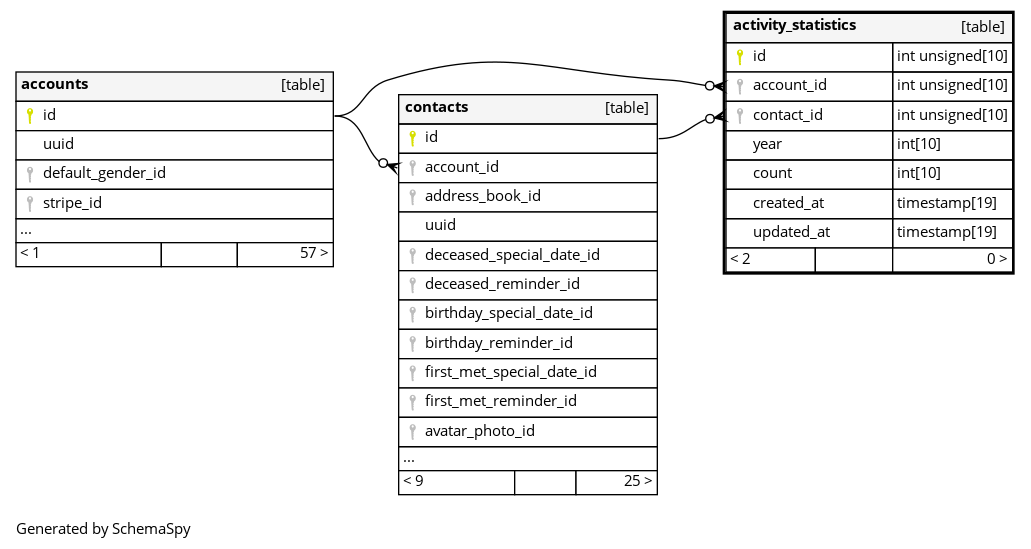 accounts [table]
id
uuid
default_gender_id
stripe_id
...
< 1 57 >
contacts [table]
id
account_id
address_book_id
uuid
deceased_special_date_id
deceased_reminder_id
birthday_special_date_id
birthday_reminder_id
first_met_special_date_id
first_met_reminder_id
avatar_photo_id
...
< 9 25 >
activity_statistics [table]
id int unsigned[10]
account_id int unsigned[10]
contact_id int unsigned[10]
year int[10]
count int[10]
created_at timestamp[19]
updated_at timestamp[19]
< 2 0 >
Generated by SchemaSpy